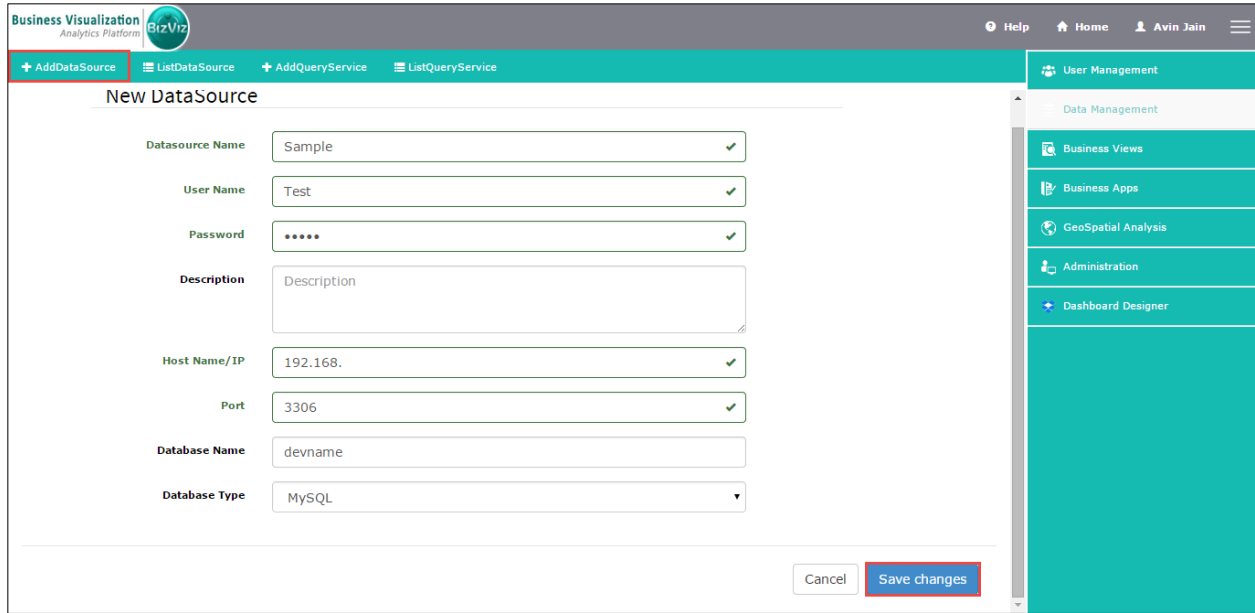 Business Visualization
Analytics Platform
BizViz
Help
Home
Avin Jain
AddDataSource
ListDataSource
AddQueryService
ListQueryService
User Management
Data Management
Business Views
Business Apps
GeoSpatial Analysis
Administration
Dashboard Designer
New DataSource
Datasource Name
Sample
User Name
Test
Password
•••••
Description
Description
Host Name/IP
192.168.
Port
3306
Database Name
devname
Database Type
MySQL
Cancel
Save changes